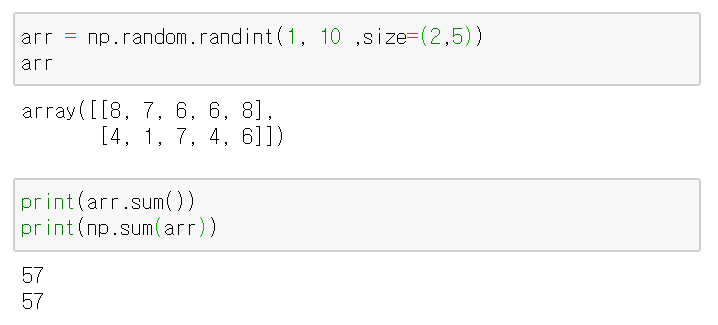 arr = np.random.randint(1, 10 ,size=(2,5))
arr
array([[8, 7, 6, 6, 8],
       [4, 1, 7, 4, 6]])
print(arr.sum())
print(np.sum(arr))
57
57